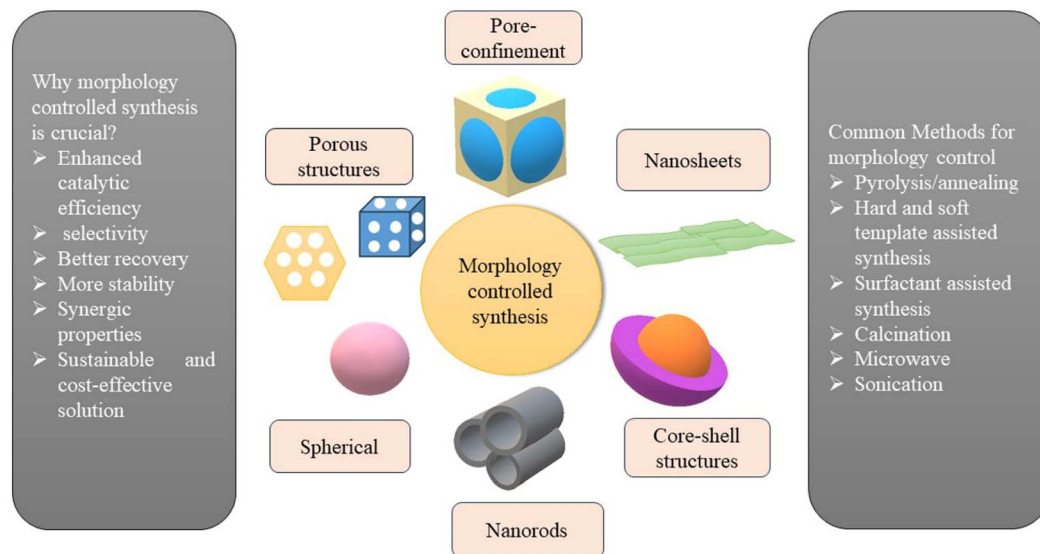 Why morphology
controlled synthesis
is crucial?
➢ Enhanced
catalytic
efficiency
➢ selectivity
➢ Better recovery
➢ More stability
➢ Synergic
properties
➢ Sustainable and
cost-effective
solution
Pore-
confinement
Porous
structures
Nanosheets
Morphology
controlled
synthesis
Spherical
Core-shell
structures
Nanorods
Common Methods for
morphology control
➢ Pyrolysis/annealing
➢ Hard and soft
template assisted
synthesis
➢ Surfactant assisted
synthesis
➢ Calcination
➢ Microwave
➢ Sonication